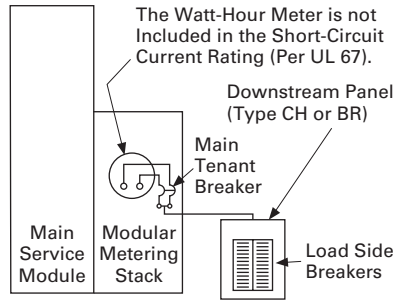 The Watt-Hour Meter is not
Included in the Short-Circuit
Current Rating (Per UL 67).
Downstream Panel
(Type CH or BR)
Main
Tenant
Breaker
Main
Service
Module
Modular
Metering
Stack
Load Side
Breakers